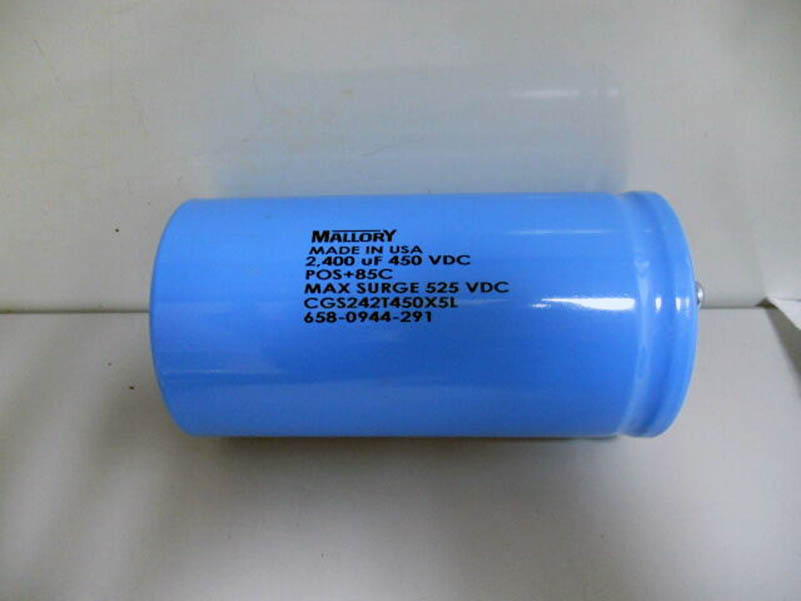 MALLORY
MADE IN USA
2,400 uF 450 VDC
POS+85C
MAX SURGE 525 VDC
CGS242T450X5L
658-0944-291